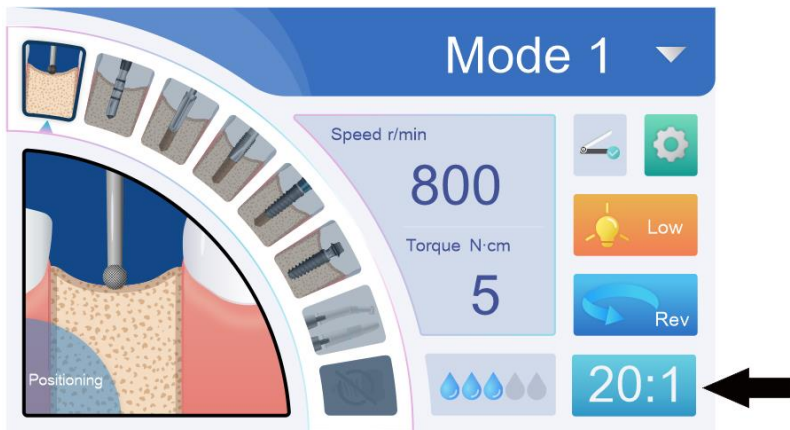 Mode 1
Speed r/min
800
Torque N·cm
5
Low
Rev
20:1
Positioning